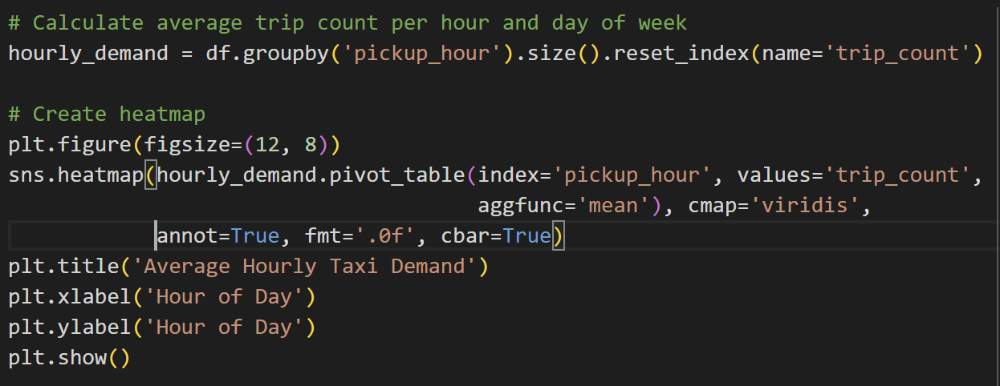 # Calculate average trip count per hour and day of week
hourly_demand = df.groupby('pickup_hour').size().reset_index(name='trip_count')
# Create heatmap
plt.figure(figsize=(12, 8))
sns.heatmap(hourly_demand.pivot_table(index='pickup_hour', values='trip_count',
aggfunc='mean'), cmap='viridis',
annot=True, fmt='.0f', cbar=True)
plt.title('Average Hourly Taxi Demand')
plt.xlabel('Hour of Day')
plt.ylabel('Hour of Day')
plt.show()